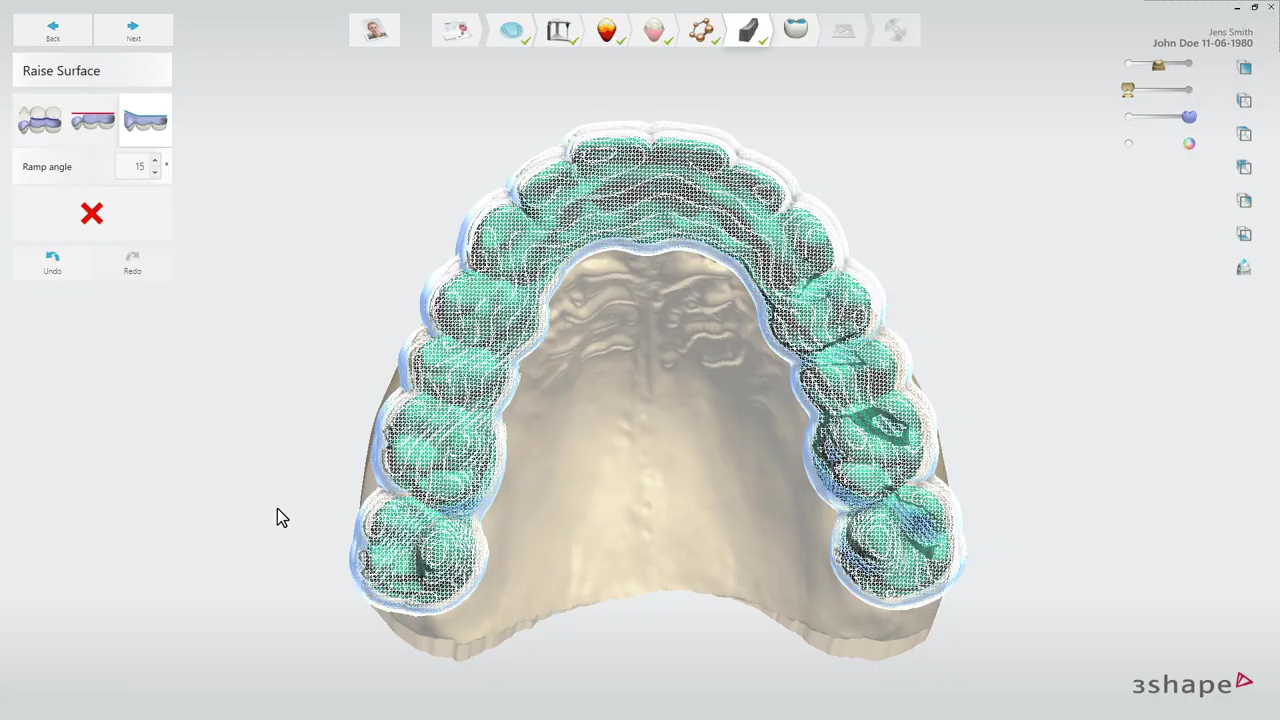 Back
Next
Raise Surface
Ramp angle
15
°
Undo
Redo
Jens Smith
John Doe 11-06-1980
3shape